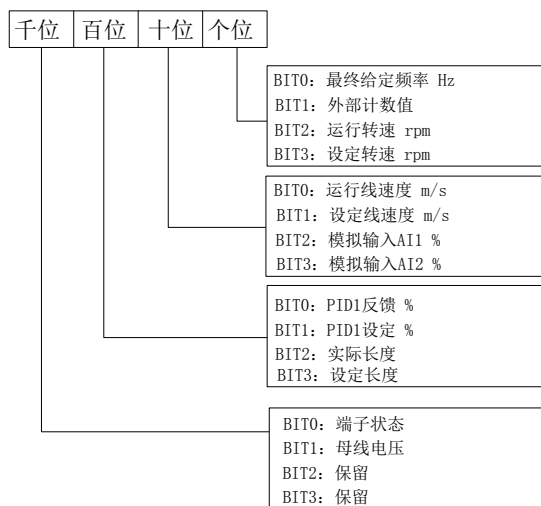 千位 百位 十位 个位
BIT0: 最终给定频率 Hz
BIT1: 外部计数值
BIT2: 运行转速 rpm
BIT3: 设定转速 rpm
BIT0: 运行线速度 m/s
BIT1: 设定线速度 m/s
BIT2: 模拟输入AI1 %
BIT3: 模拟输入AI2 %
BIT0: PID1反馈 %
BIT1: PID1设定 %
BIT2: 实际长度
BIT3: 设定长度
BIT0: 端子状态
BIT1: 母线电压
BIT2: 保留
BIT3: 保留